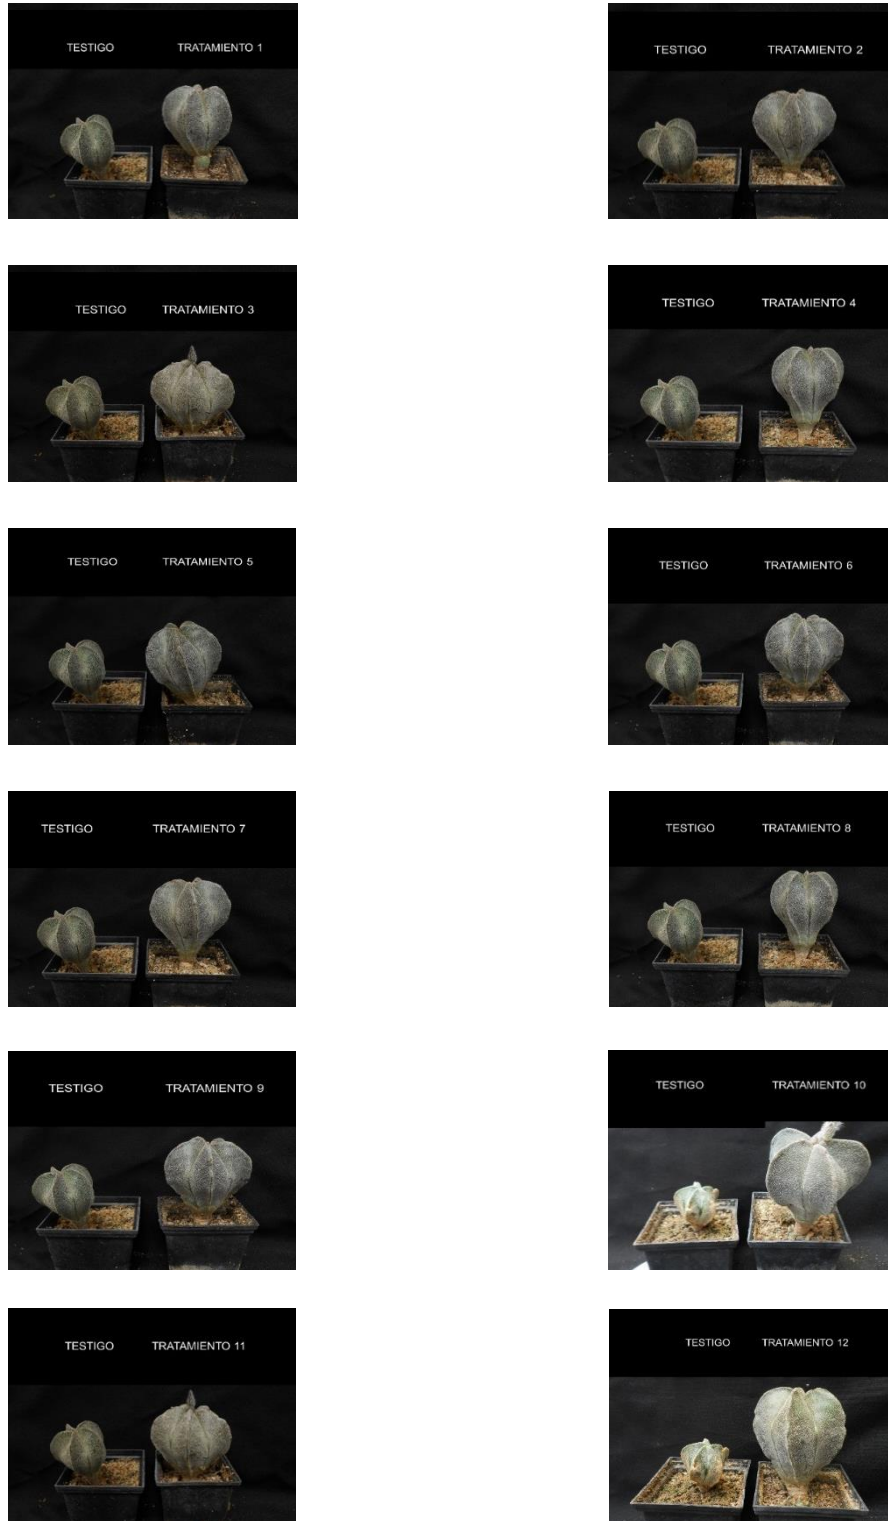 TESTIGO TRATAMIENTO 1
TESTIGO TRATAMIENTO 2
TESTIGO TRATAMIENTO 3
TESTIGO TRATAMIENTO 4
TESTIGO TRATAMIENTO 5
TESTIGO TRATAMIENTO 6
TESTIGO TRATAMIENTO 7
TESTIGO TRATAMIENTO 8
TESTIGO TRATAMIENTO 9
TESTIGO TRATAMIENTO 10
TESTIGO TRATAMIENTO 11
TESTIGO TRATAMIENTO 12